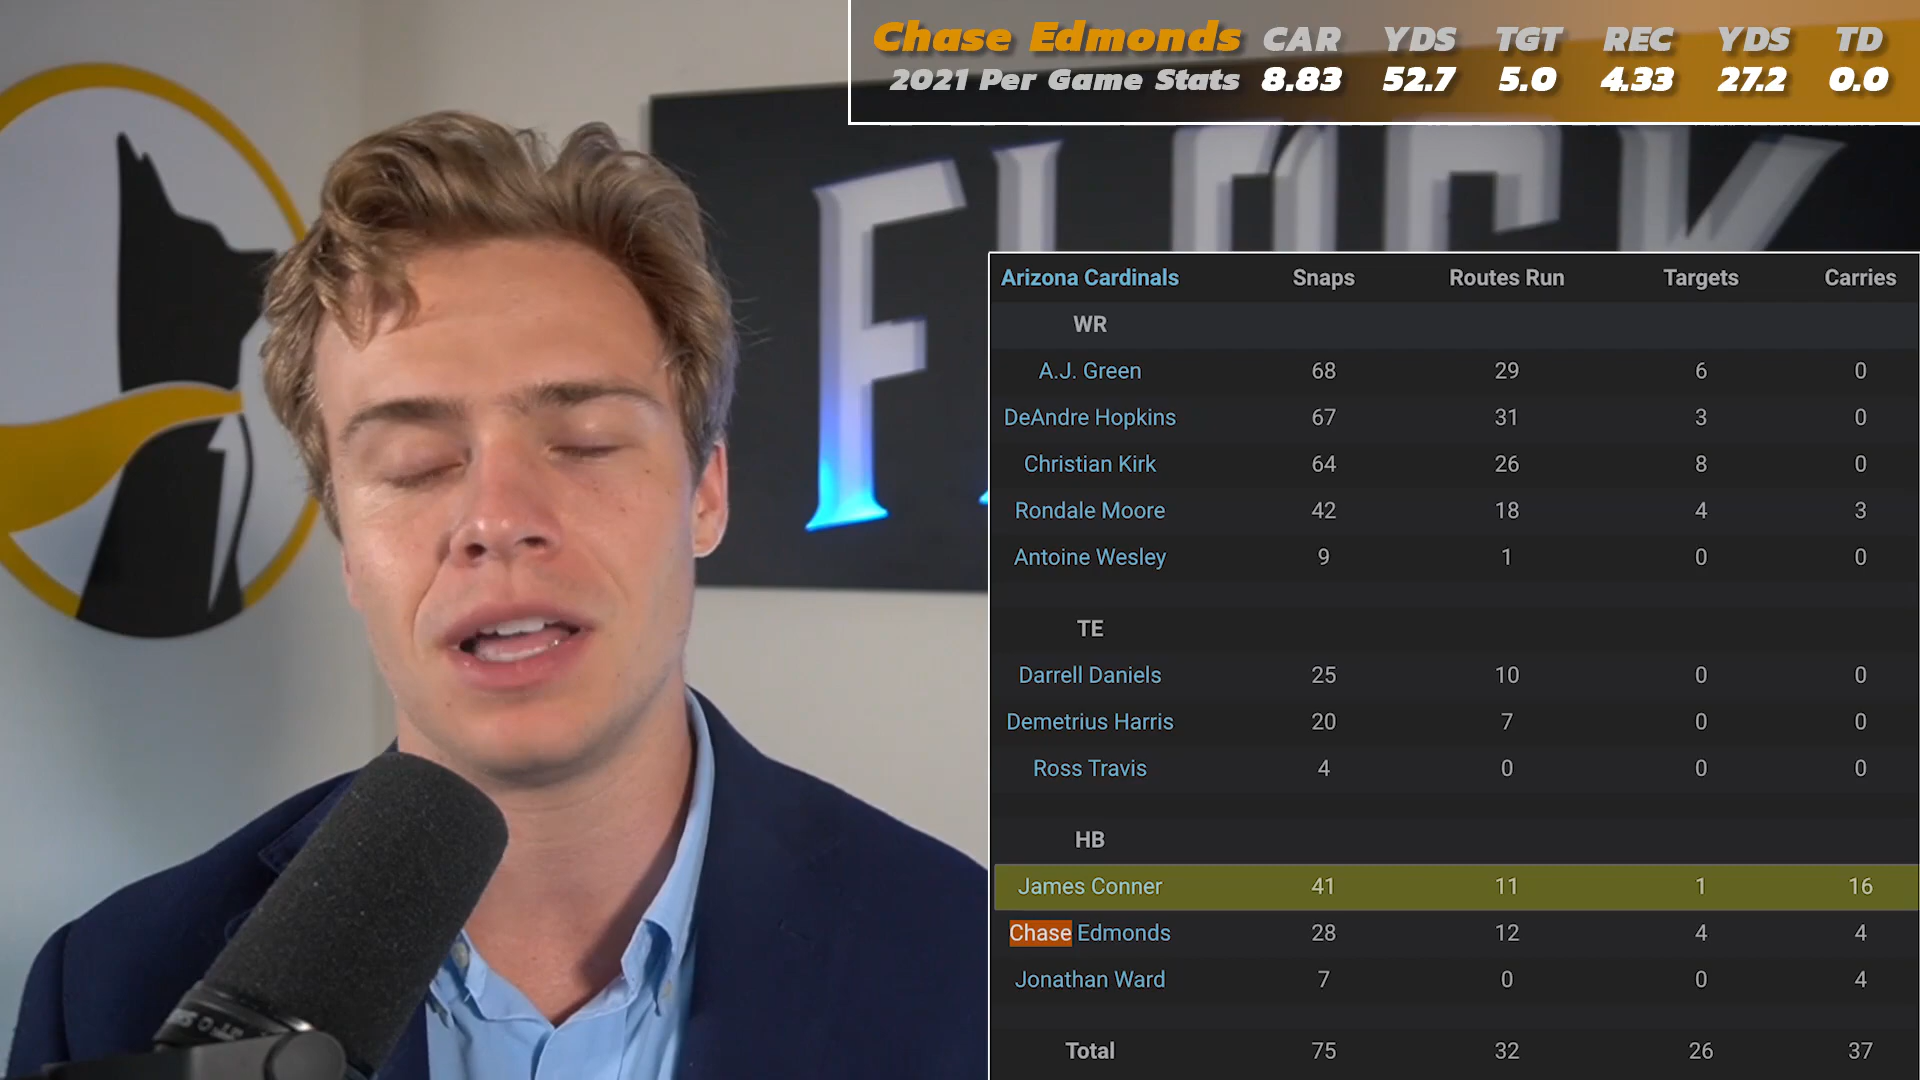 Chase Edmonds CAR YDS TGT REC YDS TD
2021 Per Game Stats 8.83 52.7 5.0 4.33 27.2 0.0
FLOCK
Arizona Cardinals Snaps Routes Run Targets Carries
WR
A.J. Green 68 29 6 0
DeAndre Hopkins 67 31 3 0
Christian Kirk 64 26 8 0
Rondale Moore 42 18 4 3
Antoine Wesley 9 1 0 0
TE
Darrell Daniels 25 10 0 0
Demetrius Harris 20 7 0 0
Ross Travis 4 0 0 0
HB
James Conner 41 11 1 16
Chase Edmonds 28 12 4 4
Jonathan Ward 7 0 0 4
Total 75 32 26 37